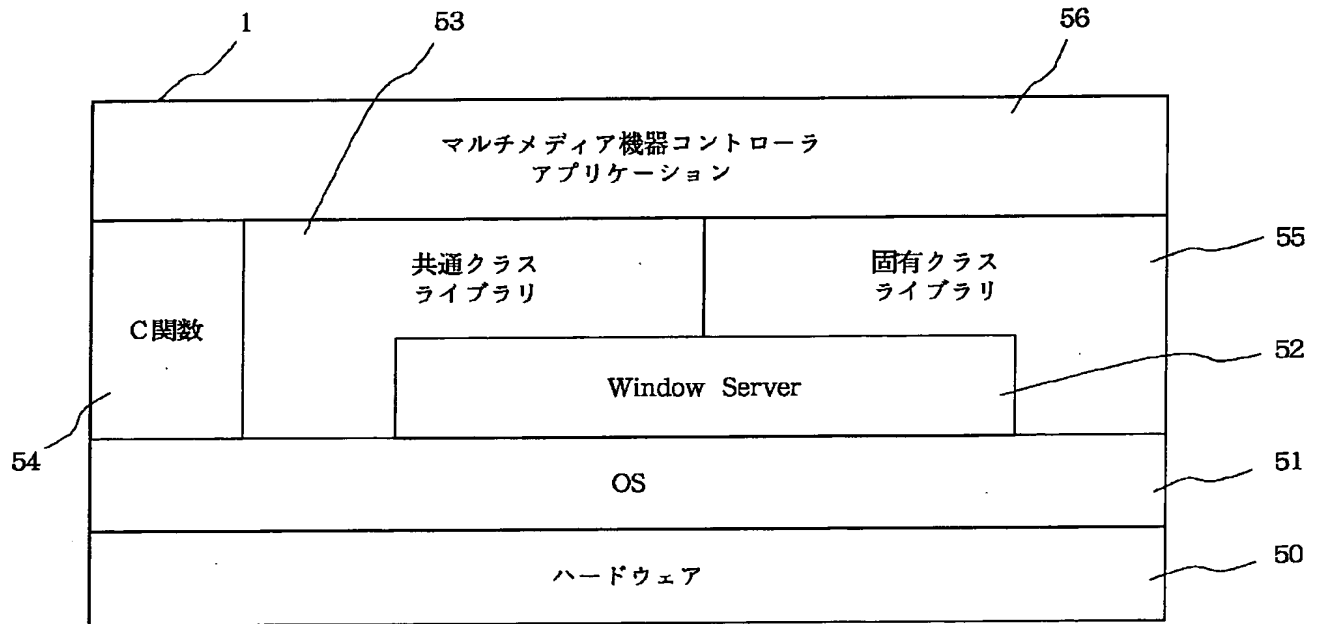 1
53
56
マルチメディア機器コントローラ
アプリケーション
共通クラス
ライブラリ
固有クラス
ライブラリ
55
C関数
Window Server
52
54
OS
51
ハードウェア
50